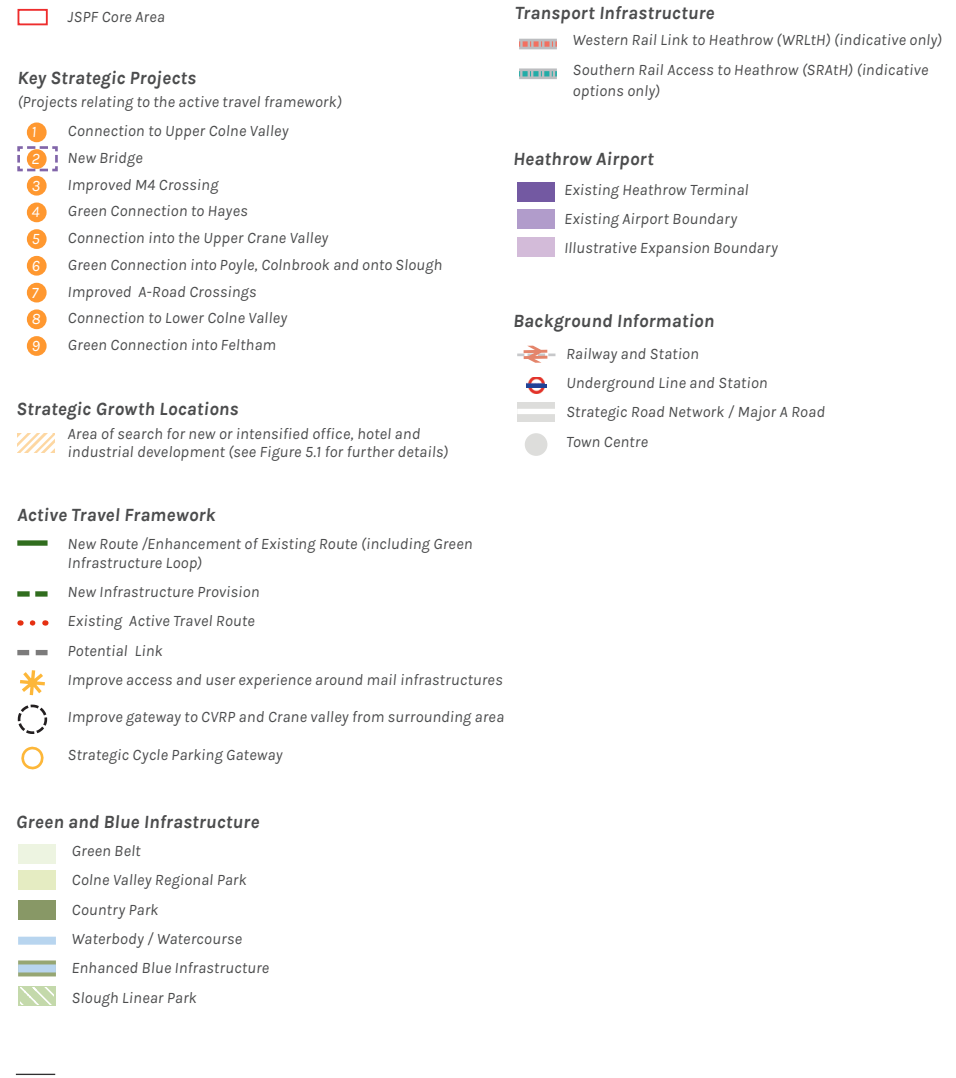 JSPF Core Area
Key Strategic Projects
(Projects relating to the active travel framework)
1 Connection to Upper Colne Valley
2 New Bridge
3 Improved M4 Crossing
4 Green Connection to Hayes
5 Connection into the Upper Crane Valley
6 Green Connection into Poyle, Colnbrook and onto Slough
7 Improved A-Road Crossings
8 Connection to Lower Colne Valley
9 Green Connection into Feltham
Strategic Growth Locations
Area of search for new or intensified office, hotel and
industrial development (see Figure 5.1 for further details)
Active Travel Framework
New Route /Enhancement of Existing Route (including Green
Infrastructure Loop)
New Infrastructure Provision
Existing Active Travel Route
Potential Link
Improve access and user experience around mail infrastructures
Improve gateway to CVRP and Crane valley from surrounding area
Strategic Cycle Parking Gateway
Green and Blue Infrastructure
Green Belt
Colne Valley Regional Park
Country Park
Waterbody / Watercourse
Enhanced Blue Infrastructure
Slough Linear Park
Transport Infrastructure
Western Rail Link to Heathrow (WRLtH) (indicative only)
Southern Rail Access to Heathrow (SRAtH) (indicative
options only)
Heathrow Airport
Existing Heathrow Terminal
Existing Airport Boundary
Illustrative Expansion Boundary
Background Information
Railway and Station
Underground Line and Station
Strategic Road Network / Major A Road
Town Centre